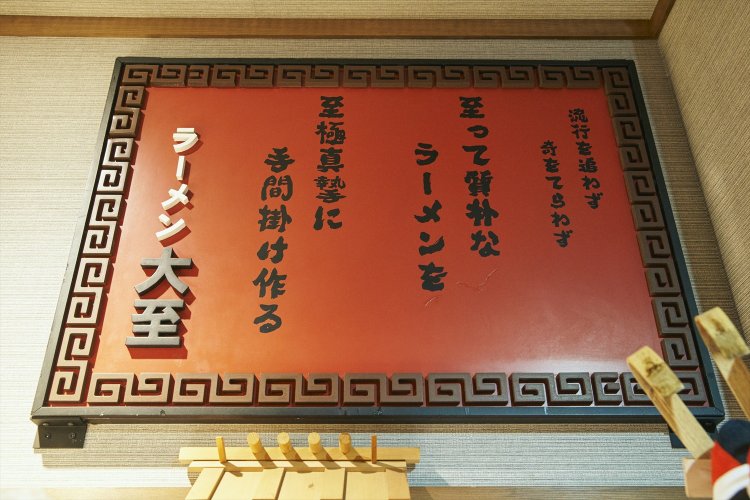 流行を追わず
奇をてらわず
至って質朴な
ラーメンを
至極真摯に
手間掛け作る
ラーメン大至